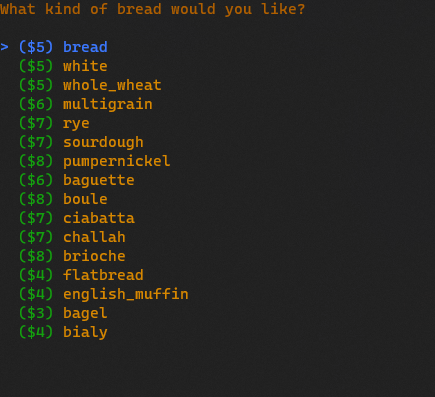 What kind of bread would you like?
> ($5) bread
($5) white
($5) whole_wheat
($6) multigrain
($7) rye
($7) sourdough
($8) pumpernickel
($6) baguette
($8) boule
($7) ciabatta
($7) challah
($8) brioche
($4) flatbread
($4) english_muffin
($3) bagel
($4) bialy